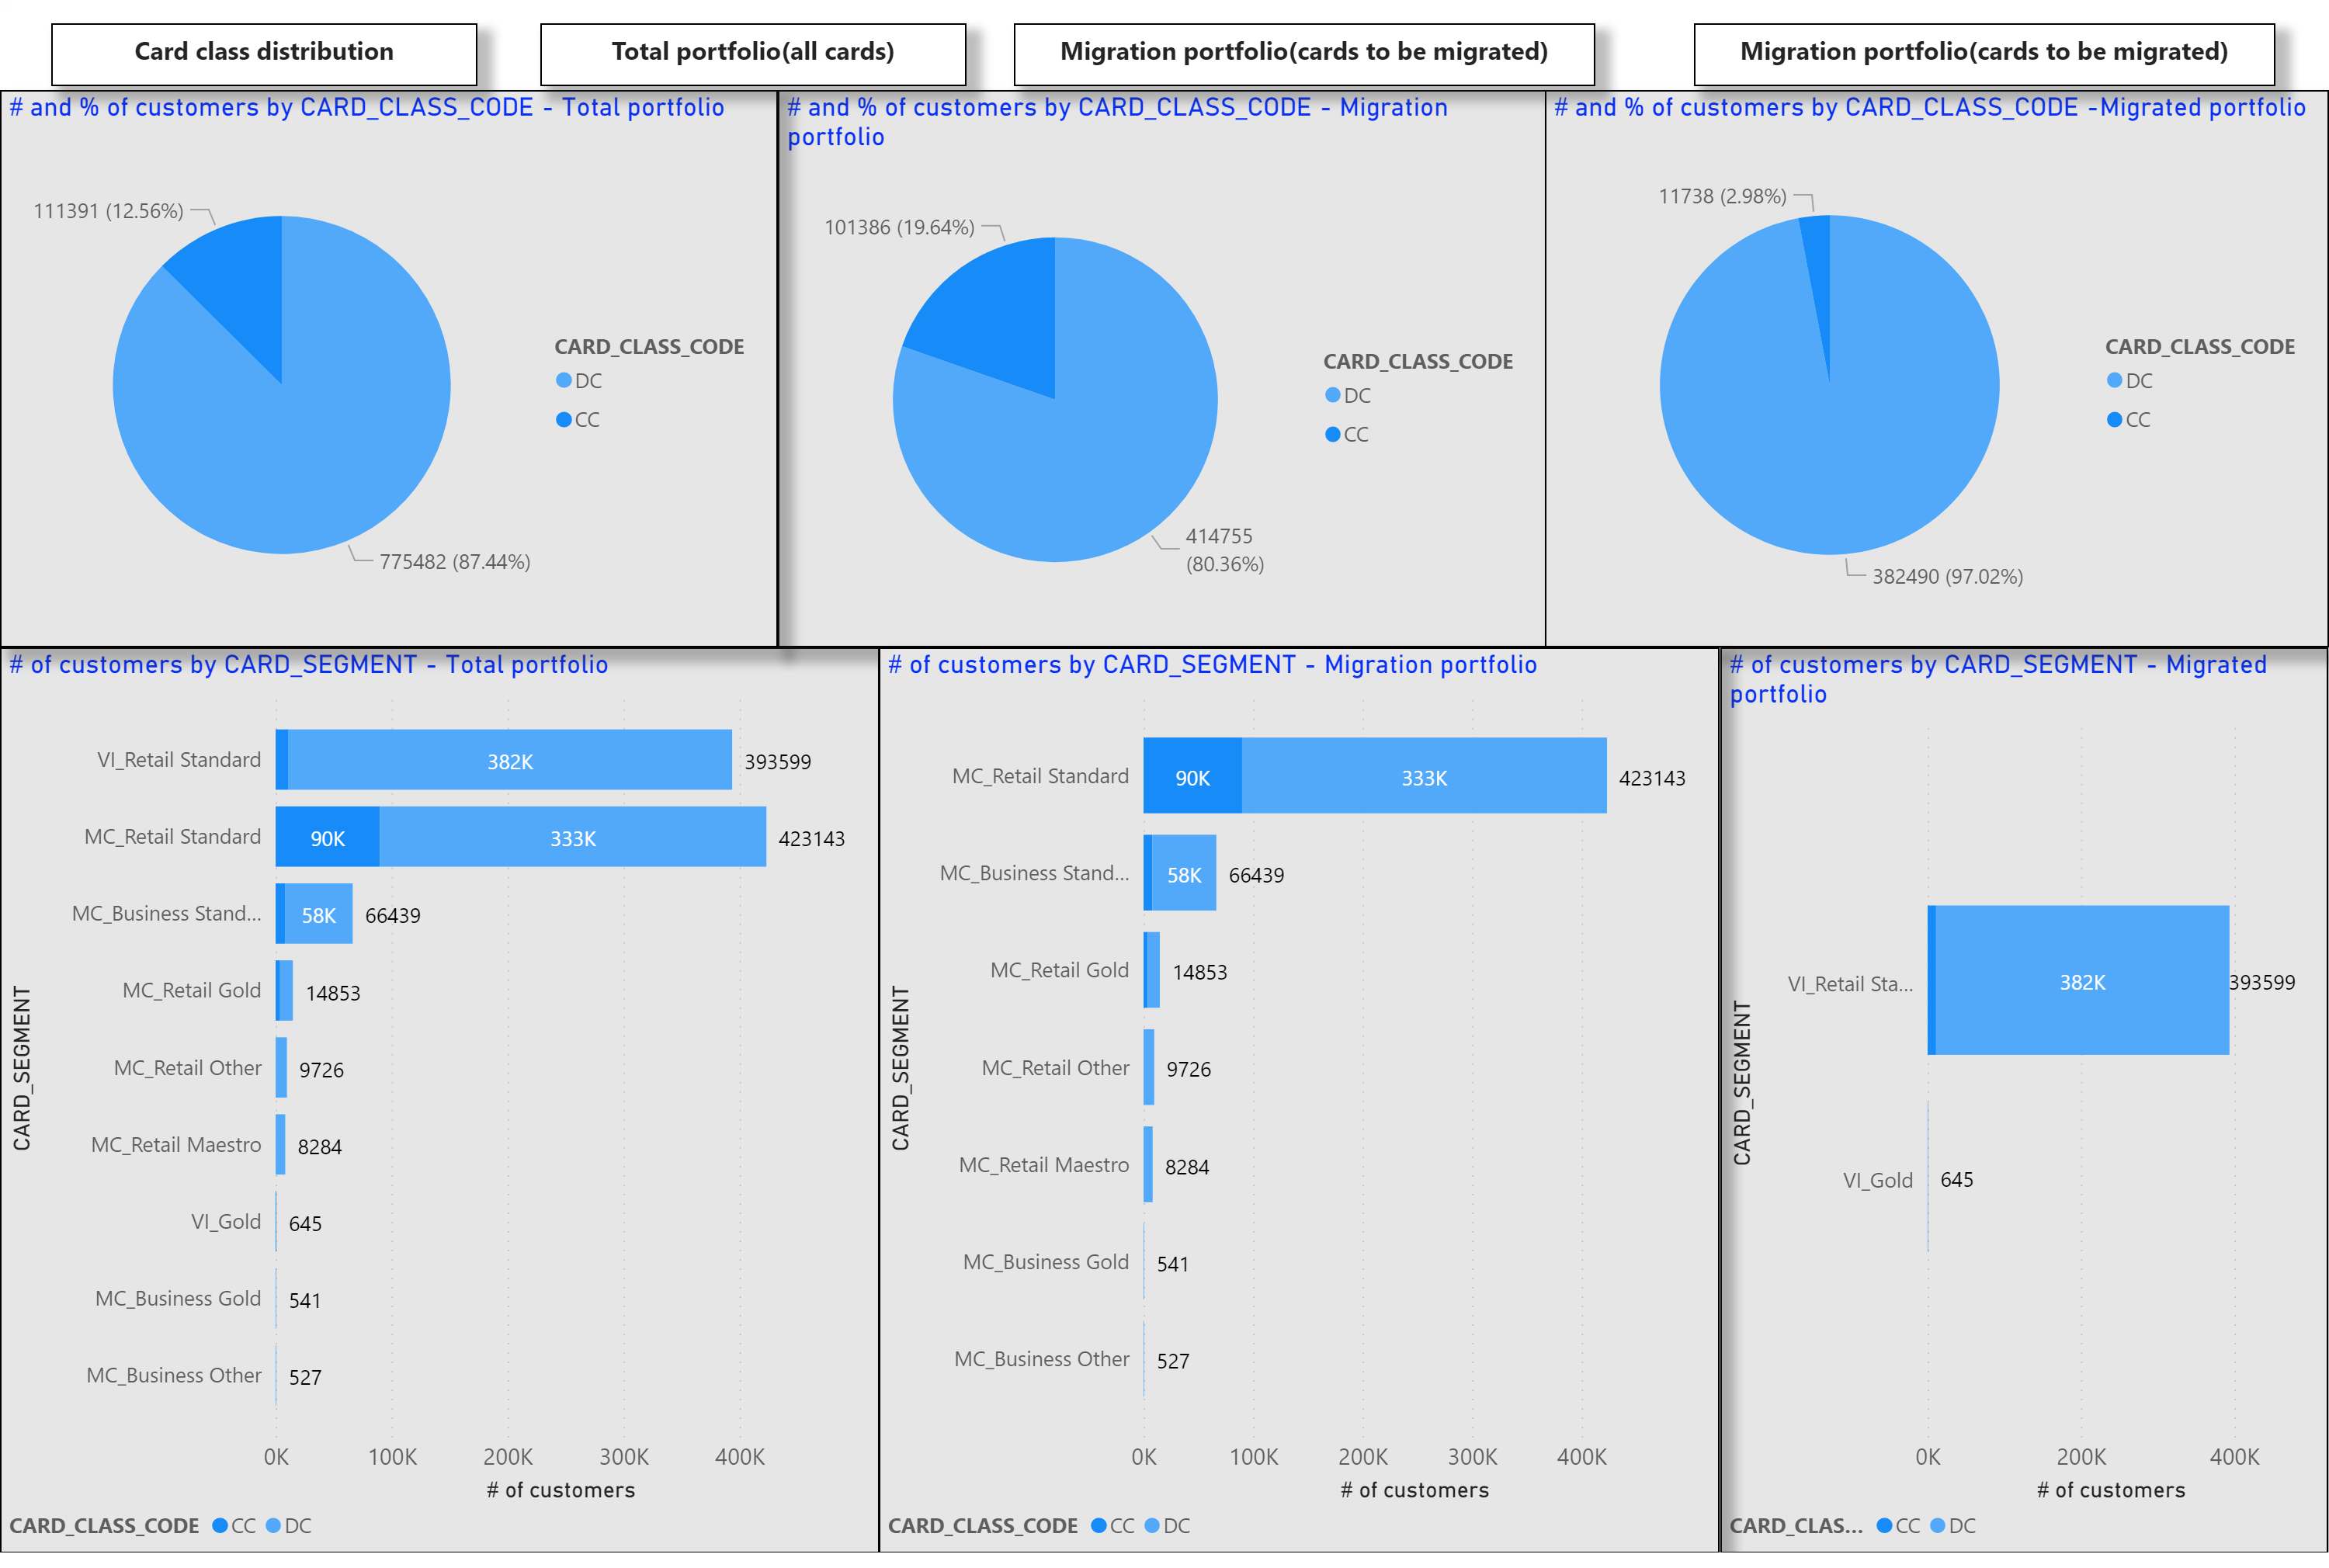 Card class distribution
Total portfolio(all cards)
Migration portfolio(cards to be migrated)
Migration portfolio(cards to be migrated)
# and % of customers by CARD_CLASS_CODE - Total portfolio
111391 (12.56%)
775482 (87.44%)
CARD_CLASS_CODE
DC
CC
# and % of customers by CARD_CLASS_CODE - Migration
portfolio
101386 (19.64%)
414755
(80.36%)
CARD_CLASS_CODE
DC
CC
# and % of customers by CARD_CLASS_CODE -Migrated portfolio
11738 (2.98%)
382490 (97.02%)
CARD_CLASS_CODE
DC
CC
# of customers by CARD_SEGMENT - Total portfolio
CARD_SEGMENT
VI_Retail Standard 382K 393599
MC_Retail Standard 90K 333K 423143
MC_Business Stand... 58K 66439
MC_Retail Gold 14853
MC_Retail Other 9726
MC_Retail Maestro 8284
VI_Gold 645
MC_Business Gold 541
MC_Business Other 527
0K 100K 200K 300K 400K
# of customers
CARD_CLASS_CODE CC DC
# of customers by CARD_SEGMENT - Migration portfolio
CARD_SEGMENT
MC_Retail Standard 90K 333K 423143
MC_Business Stand... 58K 66439
MC_Retail Gold 14853
MC_Retail Other 9726
MC_Retail Maestro 8284
MC_Business Gold 541
MC_Business Other 527
0K 100K 200K 300K 400K
# of customers
CARD_CLASS_CODE CC DC
# of customers by CARD_SEGMENT - Migrated
portfolio
CARD_SEGMENT
VI_Retail Sta... 382K 393599
VI_Gold 645
0K 200K 400K
# of customers
CARD_CLAS... CC DC